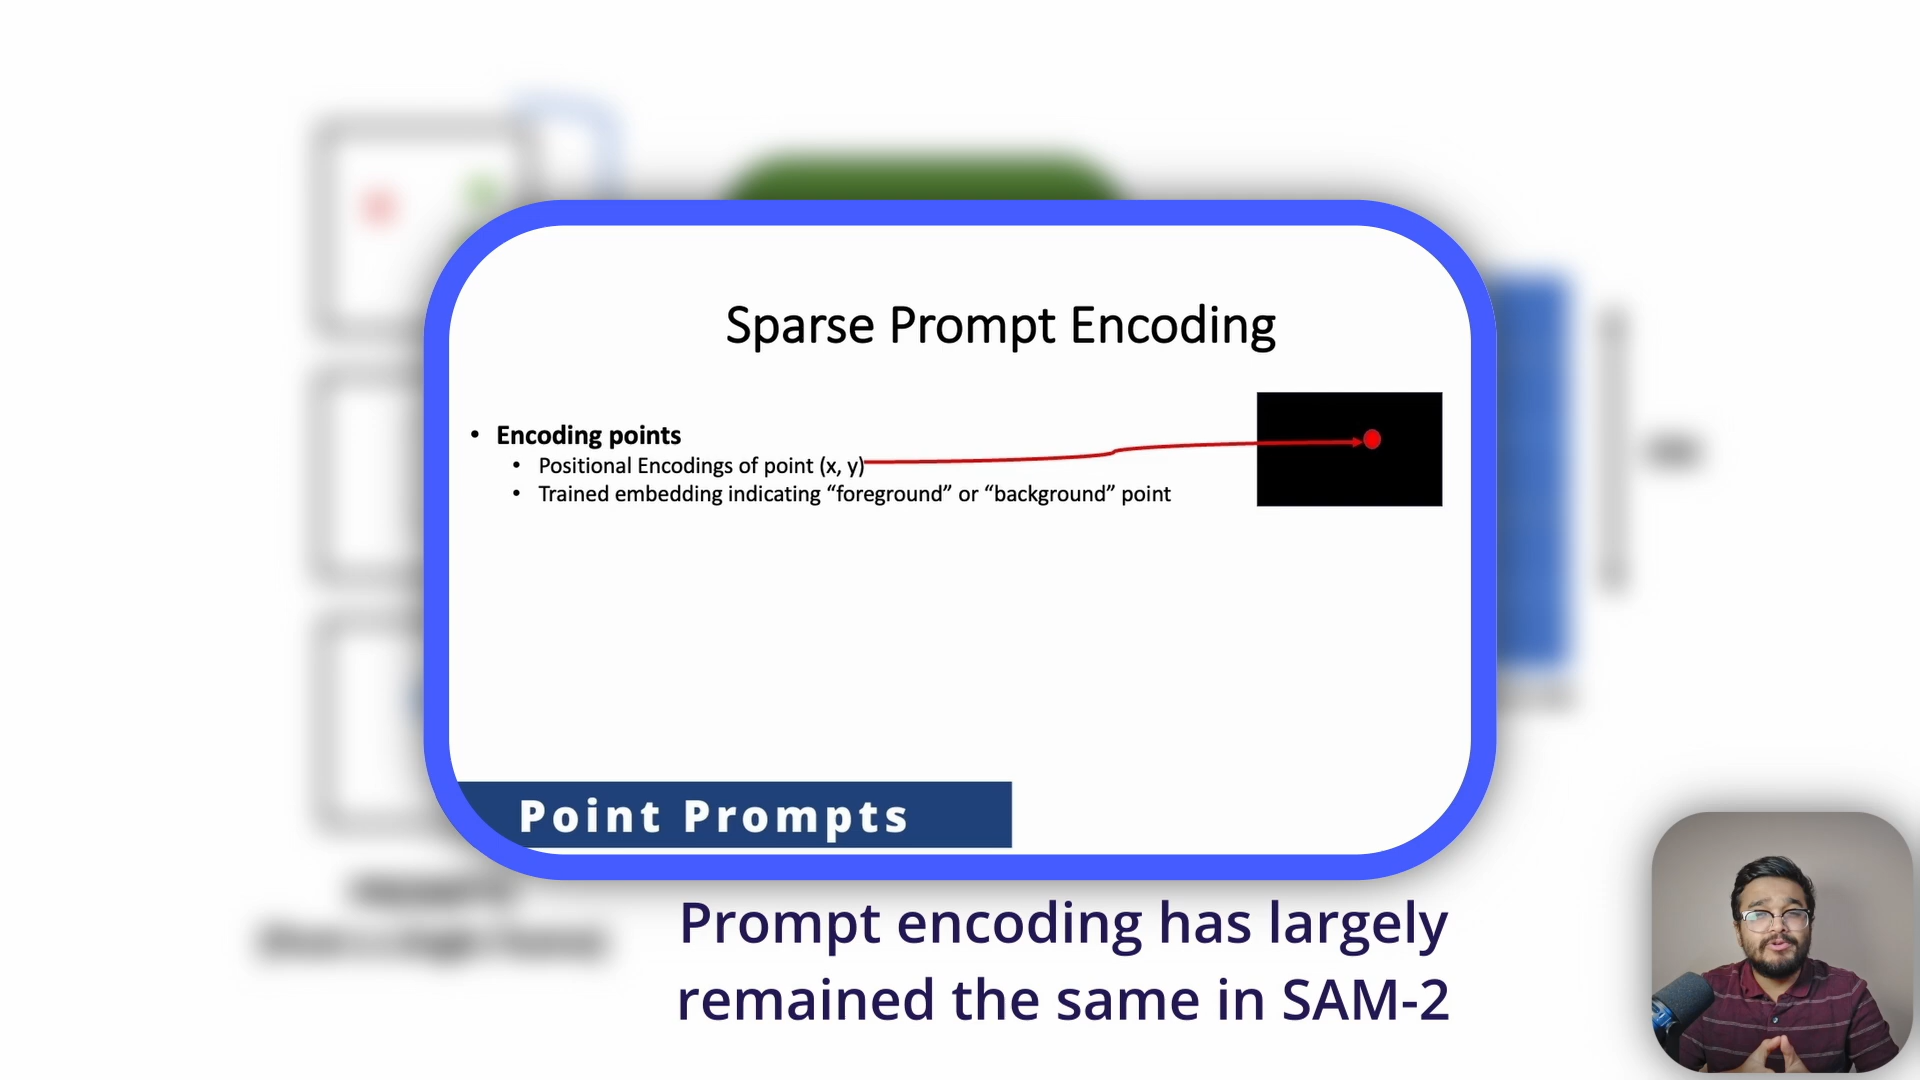 Sparse Prompt Encoding
• Encoding points
• Positional Encodings of point (x, y)
• Trained embedding indicating “foreground” or “background” point
Point Prompts
Prompt encoding has largely
remained the same in SAM-2